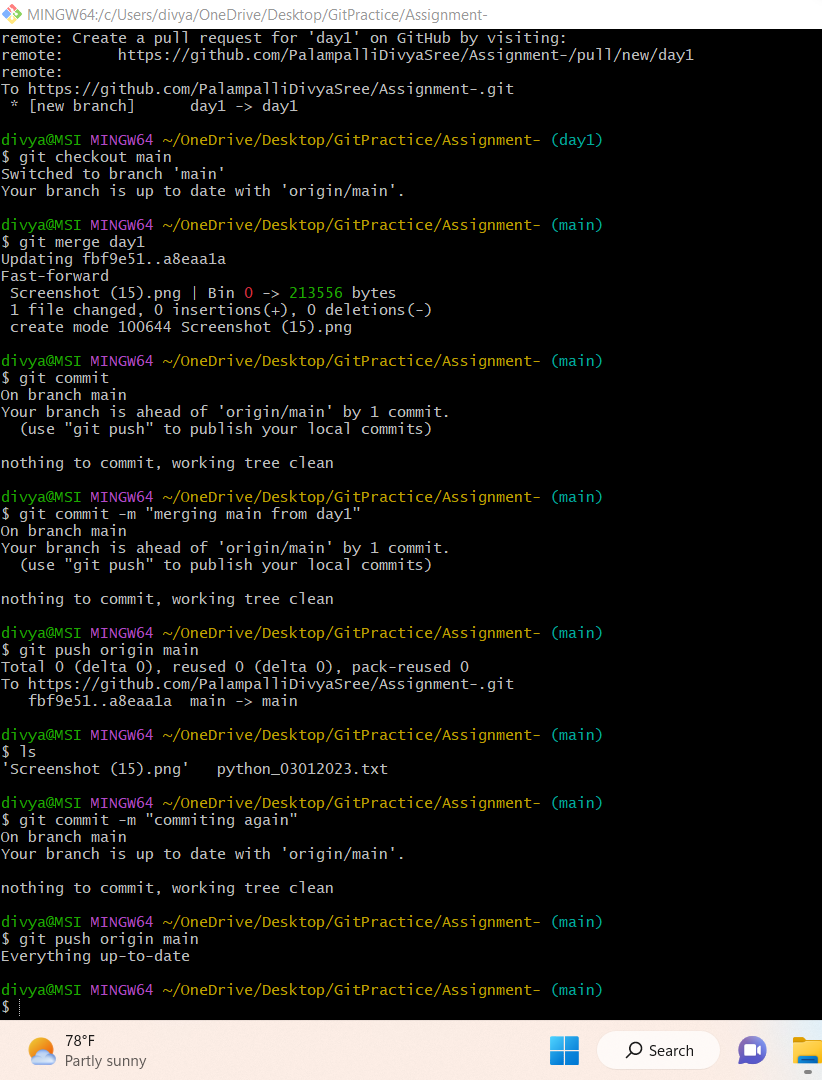 MINGW64:/c/Users/divya/OneDrive/Desktop/GitPractice/Assignment-
remote: Create a pull request for 'day1' on GitHub by visiting:
remote:      https://github.com/PalampalliDivyaSree/Assignment-/pull/new/day1
remote:
To https://github.com/PalampalliDivyaSree/Assignment-.git
 * [new branch]      day1 -> day1
divya@MSI MINGW64 ~/OneDrive/Desktop/GitPractice/Assignment- (day1)
$ git checkout main
Switched to branch 'main'
Your branch is up to date with 'origin/main'.
divya@MSI MINGW64 ~/OneDrive/Desktop/GitPractice/Assignment- (main)
$ git merge day1
Updating fbf9e51..a8eaa1a
Fast-forward
 Screenshot (15).png | Bin 0 -> 213556 bytes
 1 file changed, 0 insertions(+), 0 deletions(-)
 create mode 100644 Screenshot (15).png
divya@MSI MINGW64 ~/OneDrive/Desktop/GitPractice/Assignment- (main)
$ git commit
On branch main
Your branch is ahead of 'origin/main' by 1 commit.
  (use "git push" to publish your local commits)
nothing to commit, working tree clean
divya@MSI MINGW64 ~/OneDrive/Desktop/GitPractice/Assignment- (main)
$ git commit -m "merging main from day1"
On branch main
Your branch is ahead of 'origin/main' by 1 commit.
  (use "git push" to publish your local commits)
nothing to commit, working tree clean
divya@MSI MINGW64 ~/OneDrive/Desktop/GitPractice/Assignment- (main)
$ git push origin main
Total 0 (delta 0), reused 0 (delta 0), pack-reused 0
To https://github.com/PalampalliDivyaSree/Assignment-.git
   fbf9e51..a8eaa1a  main -> main
divya@MSI MINGW64 ~/OneDrive/Desktop/GitPractice/Assignment- (main)
$ ls
'Screenshot (15).png'   python_03012023.txt
divya@MSI MINGW64 ~/OneDrive/Desktop/GitPractice/Assignment- (main)
$ git commit -m "commiting again"
On branch main
Your branch is up to date with 'origin/main'.
nothing to commit, working tree clean
divya@MSI MINGW64 ~/OneDrive/Desktop/GitPractice/Assignment- (main)
$ git push origin main
Everything up-to-date
divya@MSI MINGW64 ~/OneDrive/Desktop/GitPractice/Assignment- (main)
$
78°F
Partly sunny
Search